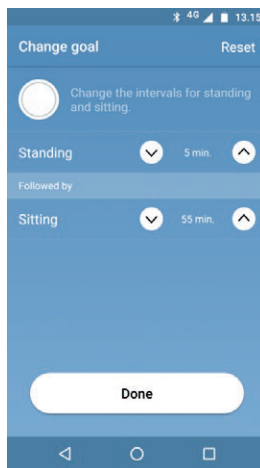 4G 13.15
Change goal Reset
Change the intervals for standing
and sitting.
Standing 5 min.
Followed by
Sitting 55 min.
Done